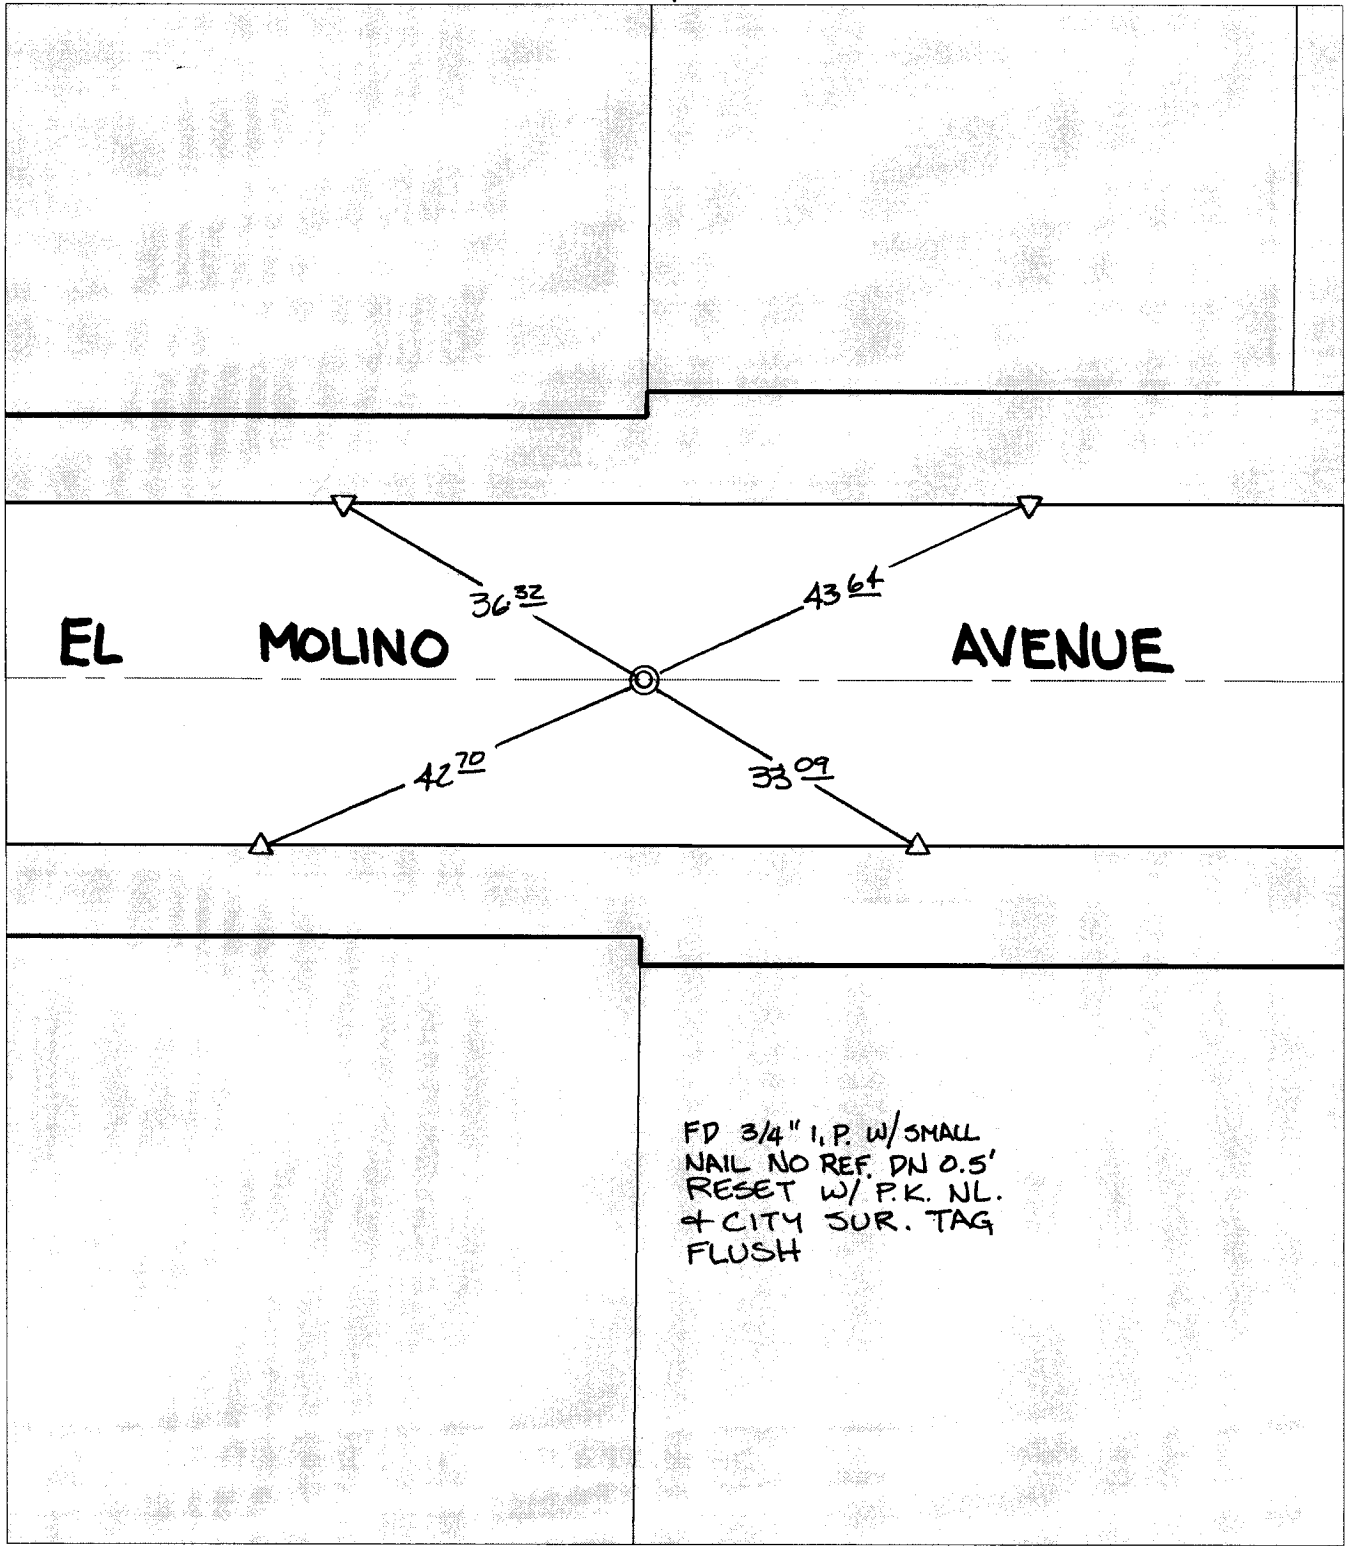 36.32
43 64
EL MOLINO AVENUE
42 70
33 09
FD 3/4" I.P. W/ SMALL
NAIL NO REF. DN 0.5'
RESET W/ P.K. NL.
& CITY SUR. TAG
FLUSH